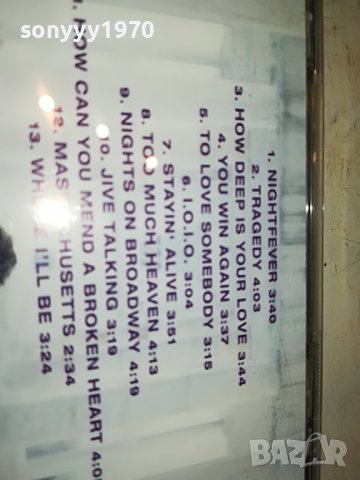 sonyyy1970
1. NIGHTFEVER 3:40
2. TRAGEDY 4:03
3. HOW DEEP IS YOUR LOVE 3:44
4. YOU WIN AGAIN 3:37
5. TO LOVE SOMEBODY 3:15
6. I.O.I.O. 3:04
7. STAYIN' ALIVE 3:51
8. TOO MUCH HEAVEN 4:13
9. NIGHTS ON BROADWAY 4:19
10. JIVE TALKING 3:19
HOW CAN YOU MEND A BROKEN HEART
12. MASSACHUSETTS 2:34
13. I'LL BE 3:24
BAZAR